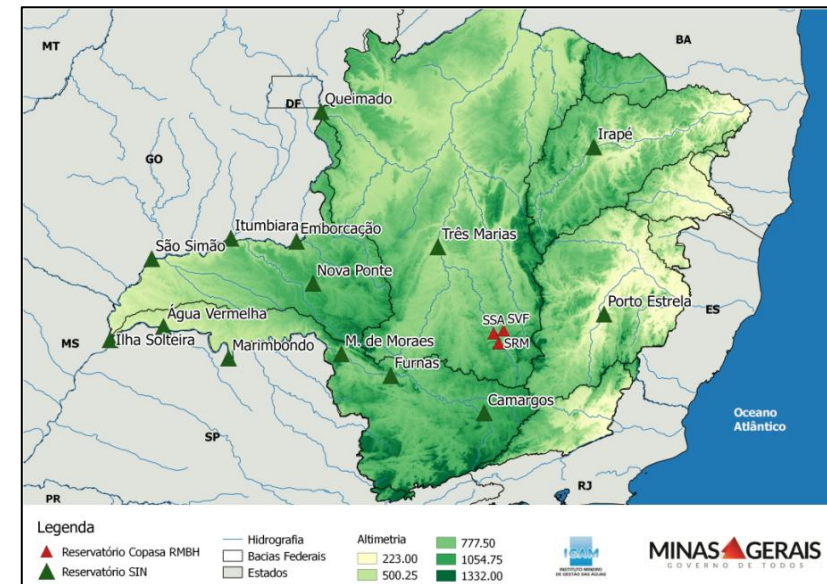 MT
BA
DF
Queimado
GO
Irapé
Itumbiara
Emborcação
São Simão
Três Marias
Nova Ponte
Porto Estrela
Água Vermelha
SSA SVF
ES
MS
Ilha Solteira
Marimbondo
M. de Moraes
SRM
Furnas
Camargos
Oceano
Atlântico
SP
RJ
PR
Legenda
Reservatório Copasa RMBH
Reservatório SIN
Hidrografia
Bacias Federais
Estados
Altimetria
223.00
500.25
777.50
1054.75
1332.00
IGAM
INSTITUTO MINEIRO
DE GESTÃO DAS ÁGUAS
MINAS GERAIS
GOVERNO DE TODOS